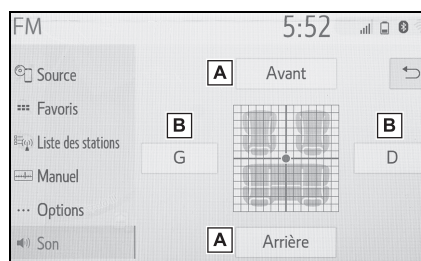 FM 5:52
Source
A Avant
Favoris
B B
Liste des stations
G D
Manuel
Options
Son
A Arrière